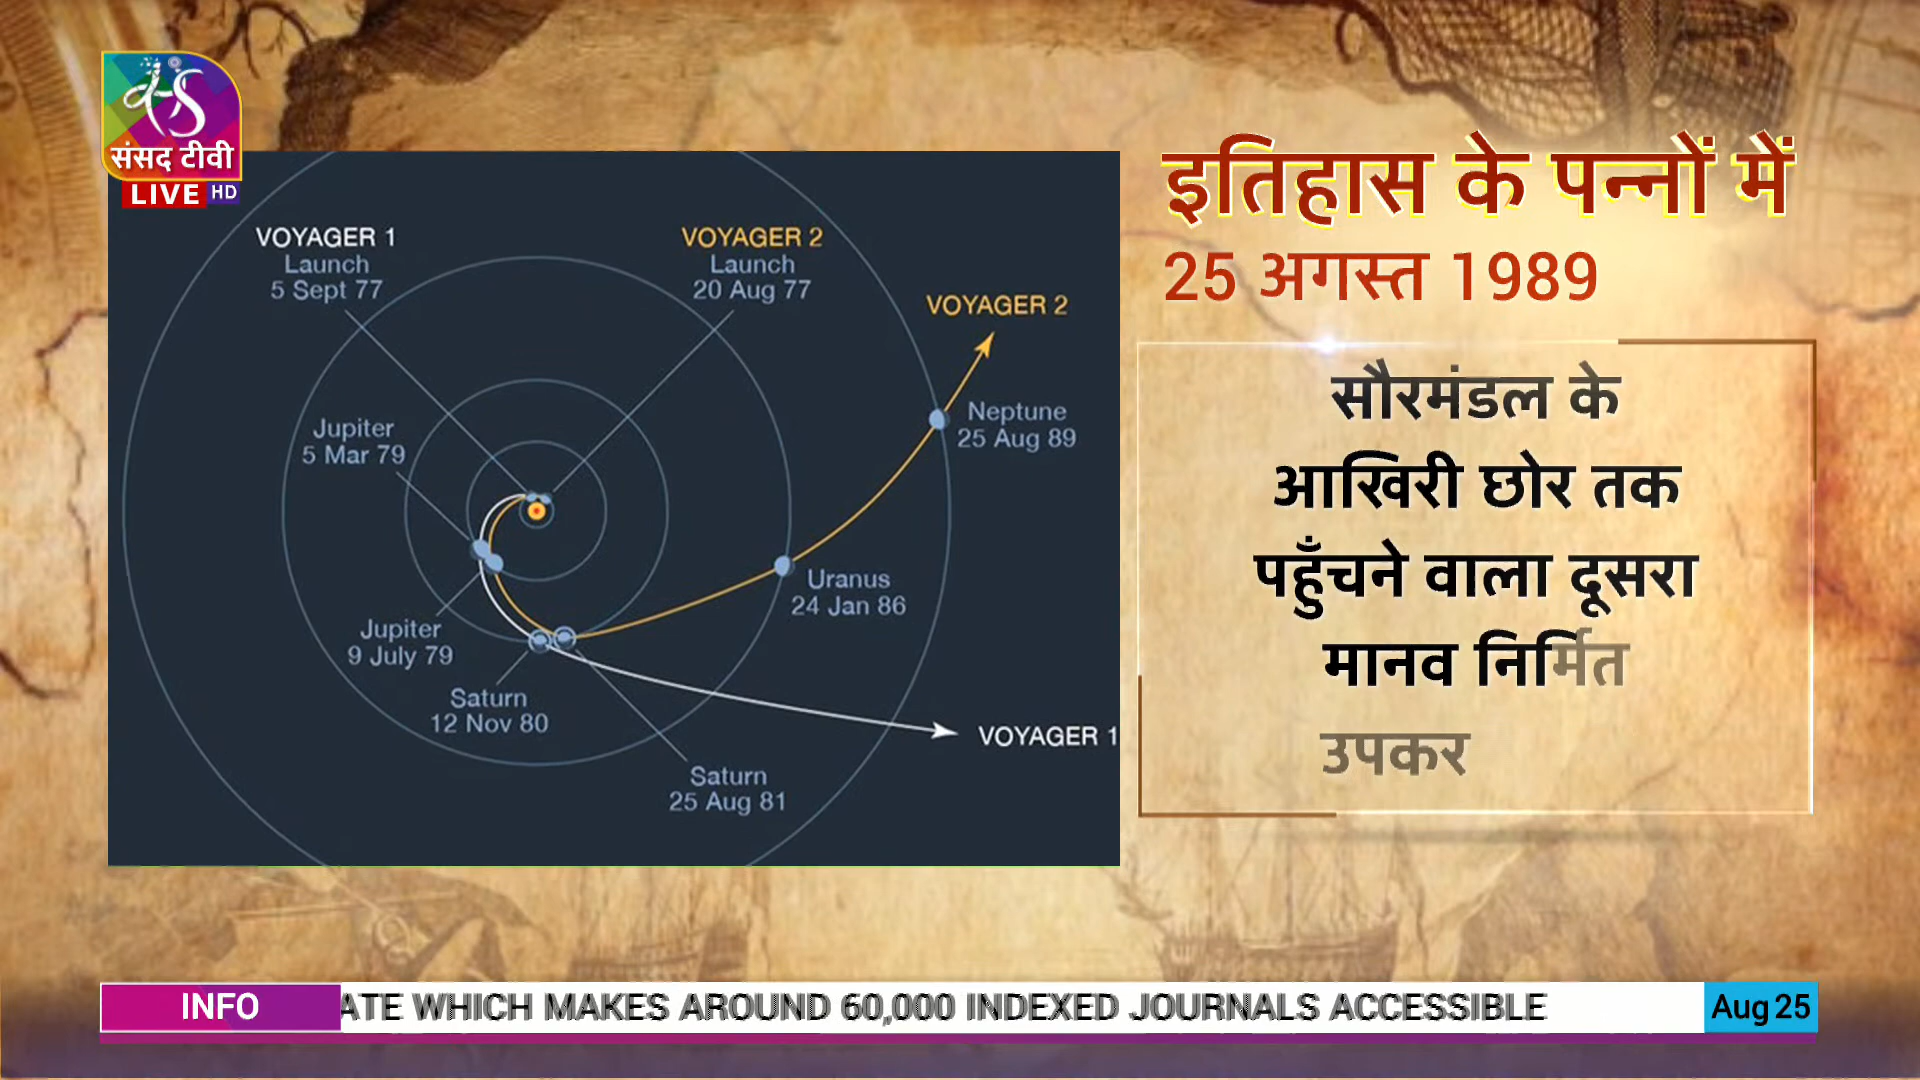 संसद टीवी
LIVE HD
VOYAGER 1
Launch
5 Sept 77
VOYAGER 2
Launch
20 Aug 77
VOYAGER 2
Neptune
25 Aug 89
Jupiter
5 Mar 79
Uranus
24 Jan 86
Jupiter
9 July 79
Saturn
12 Nov 80
VOYAGER 1
Saturn
25 Aug 81
इतिहास के पन्नों में
25 अगस्त 1989
सौरमंडल के
आखिरी छोर तक
पहुँचने वाला दूसरा
मानव निर्मित
उपकर
INFO
ATE WHICH MAKES AROUND 60,000 INDEXED JOURNALS ACCESSIBLE
Aug 25